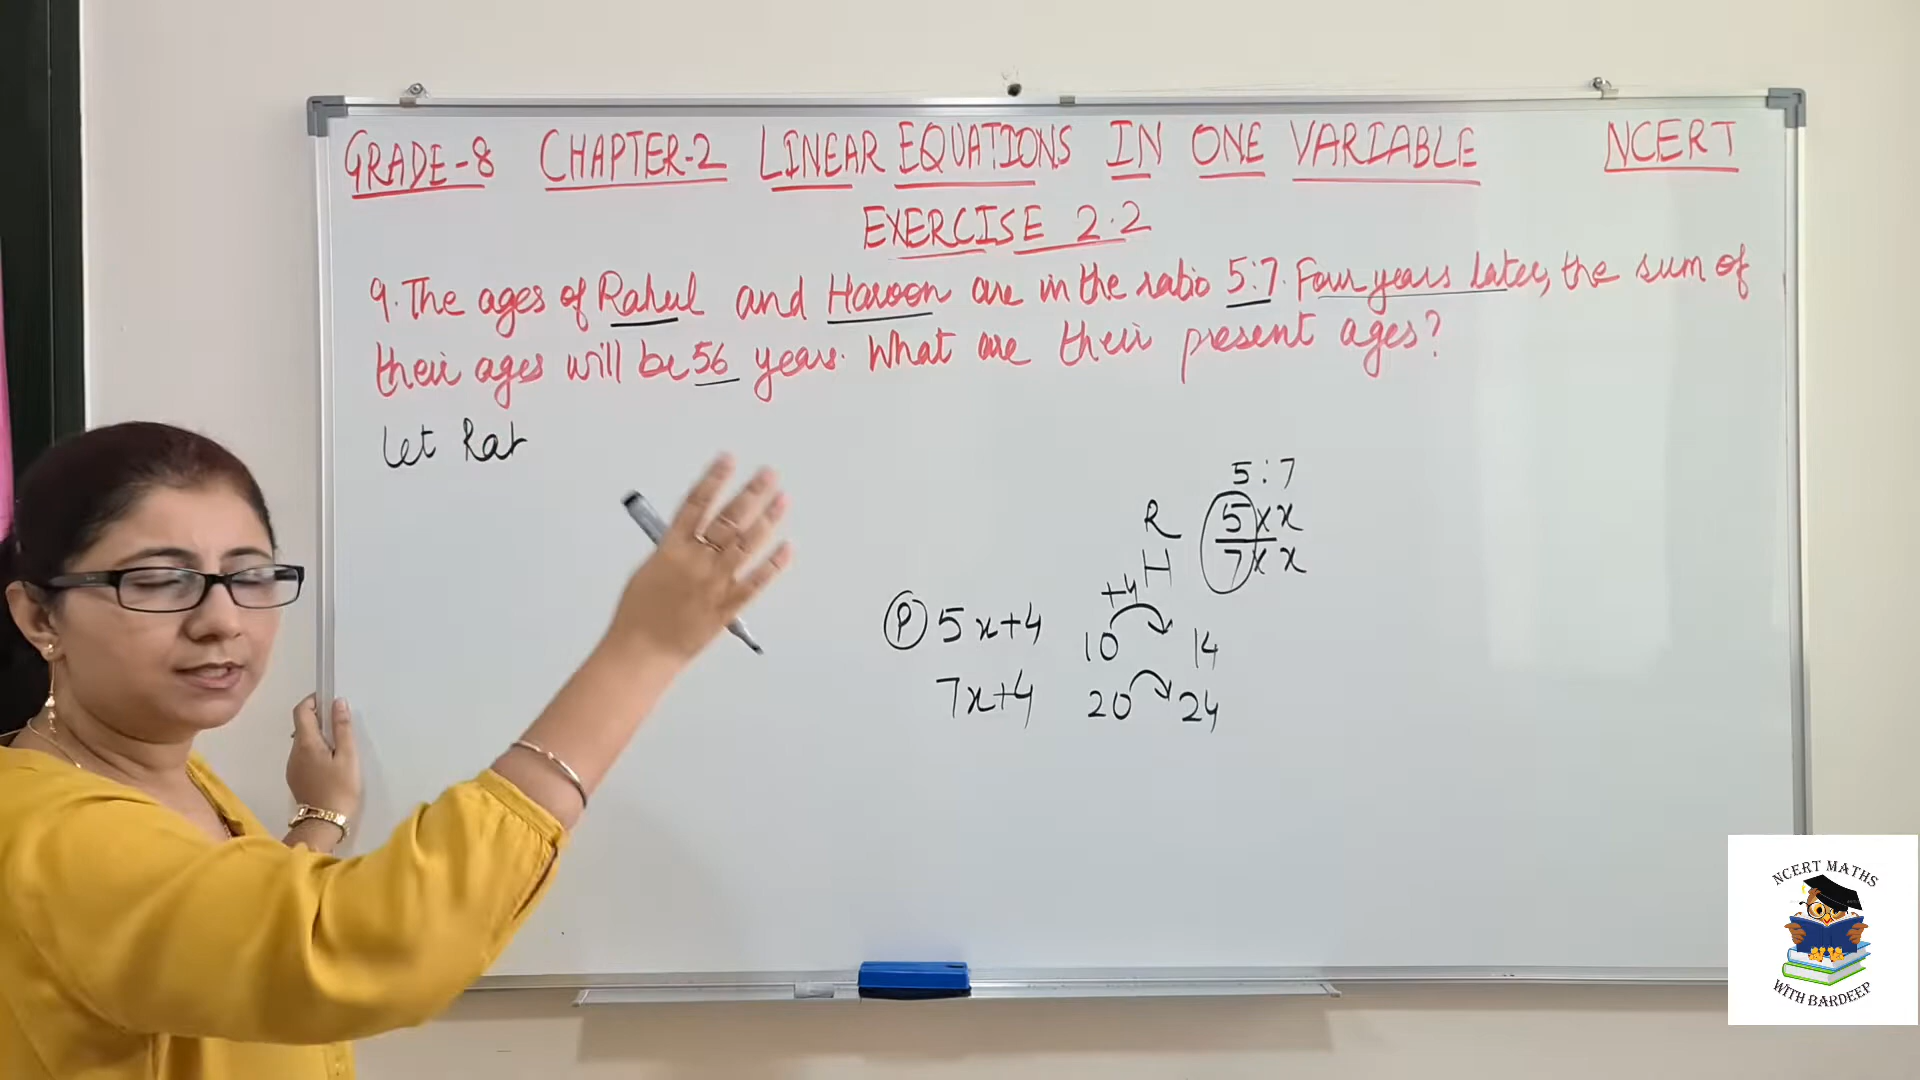 GRADE-8 CHAPTER-2 LINEAR EQUATIONS IN ONE VARIABLE NCERT
EXERCISE 2.2
9. The ages of Rahul and Haroon are in the ratio 5:7. Four years later, the sum of
their ages will be 56 years. What are their present ages?
Let Rah
5:7
R 5×x
H 7×x
+4
P 5x+4 10 14
7x+4 20 24
NCERT MATHS
WITH BARDEEP